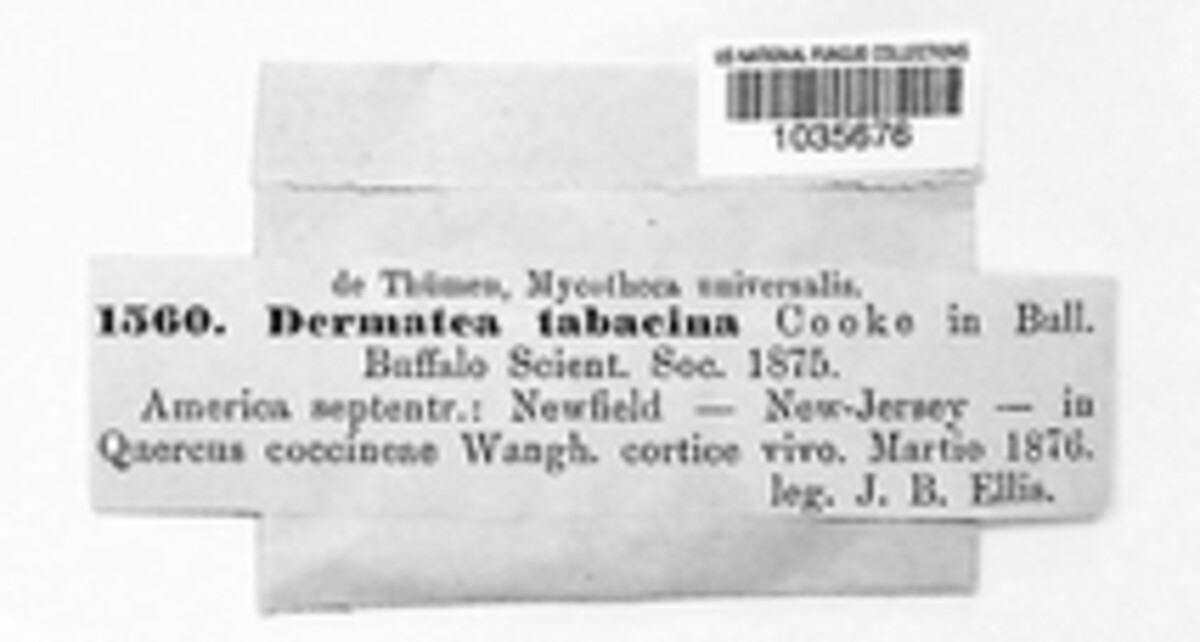 US NATIONAL FUNGUS COLLECTIONS
1035676
de Thümen, Mycotheca universalis.
1560. Dermatea tabacina Cooke in Bull.
Buffalo Scient. Soc. 1875.
America septentr.: Newfield — New-Jersey — in
Quercus coccineae Wangh. cortice vivo. Martio 1876.
leg. J. B. Ellis.